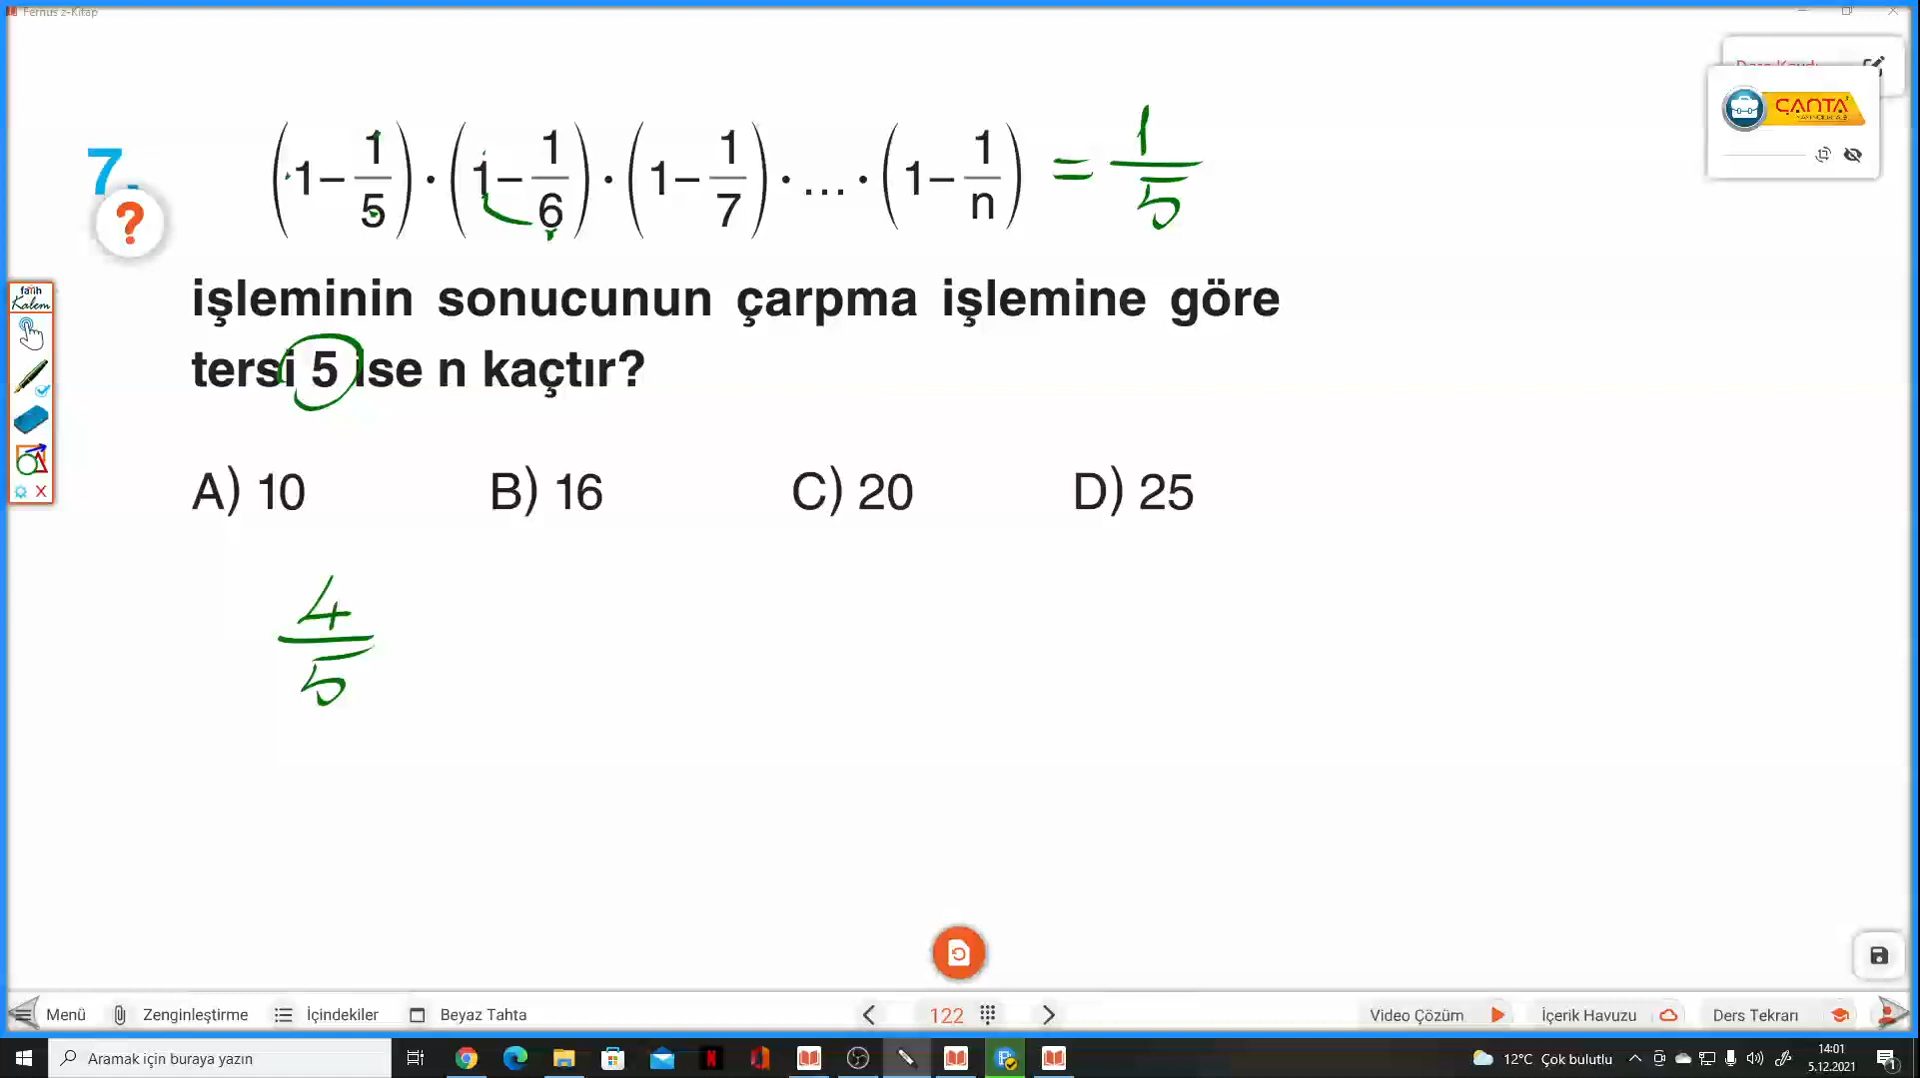 Fernus z-Kitap
ÇANTA
7.
?
(1 - 1/5) · (1 - 1/6) · (1 - 1/7) · ... · (1 - 1/n) = 1/5
işleminin sonucunun çarpma işlemine göre
tersi 5 ise n kaçtır?
A) 10 B) 16 C) 20 D) 25
4/5
fatih
Kalem
Menü Zenginleştirme İçindekiler Beyaz Tahta 122 Video Çözüm İçerik Havuzu Ders Tekrarı
Aramak için buraya yazın 12°C Çok bulutlu 14:01
5.12.2021